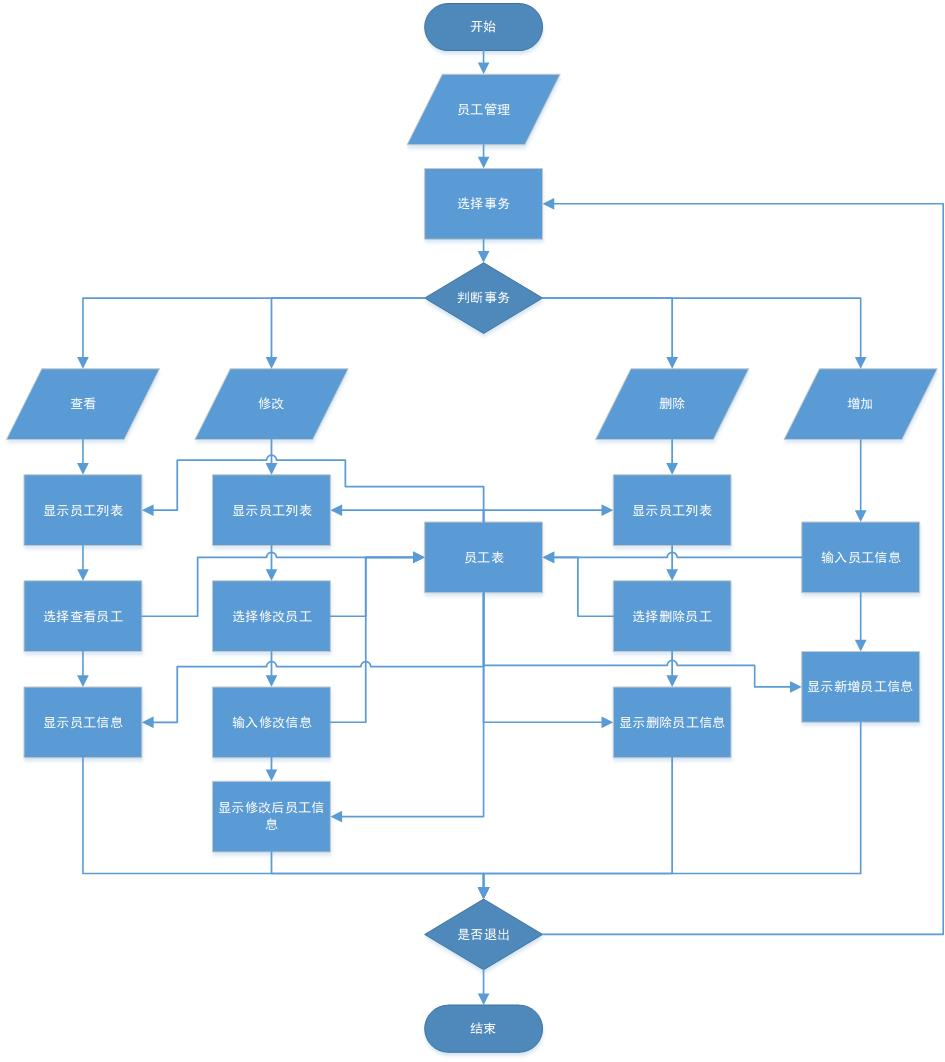 开始
员工管理
选择事务
判断事务
查看
修改
删除
增加
显示员工列表
显示员工列表
显示员工列表
员工表
输入员工信息
选择查看员工
选择修改员工
选择删除员工
显示新增员工信息
显示员工信息
输入修改信息
显示删除员工信息
显示修改后员工信
息
是否退出
结束